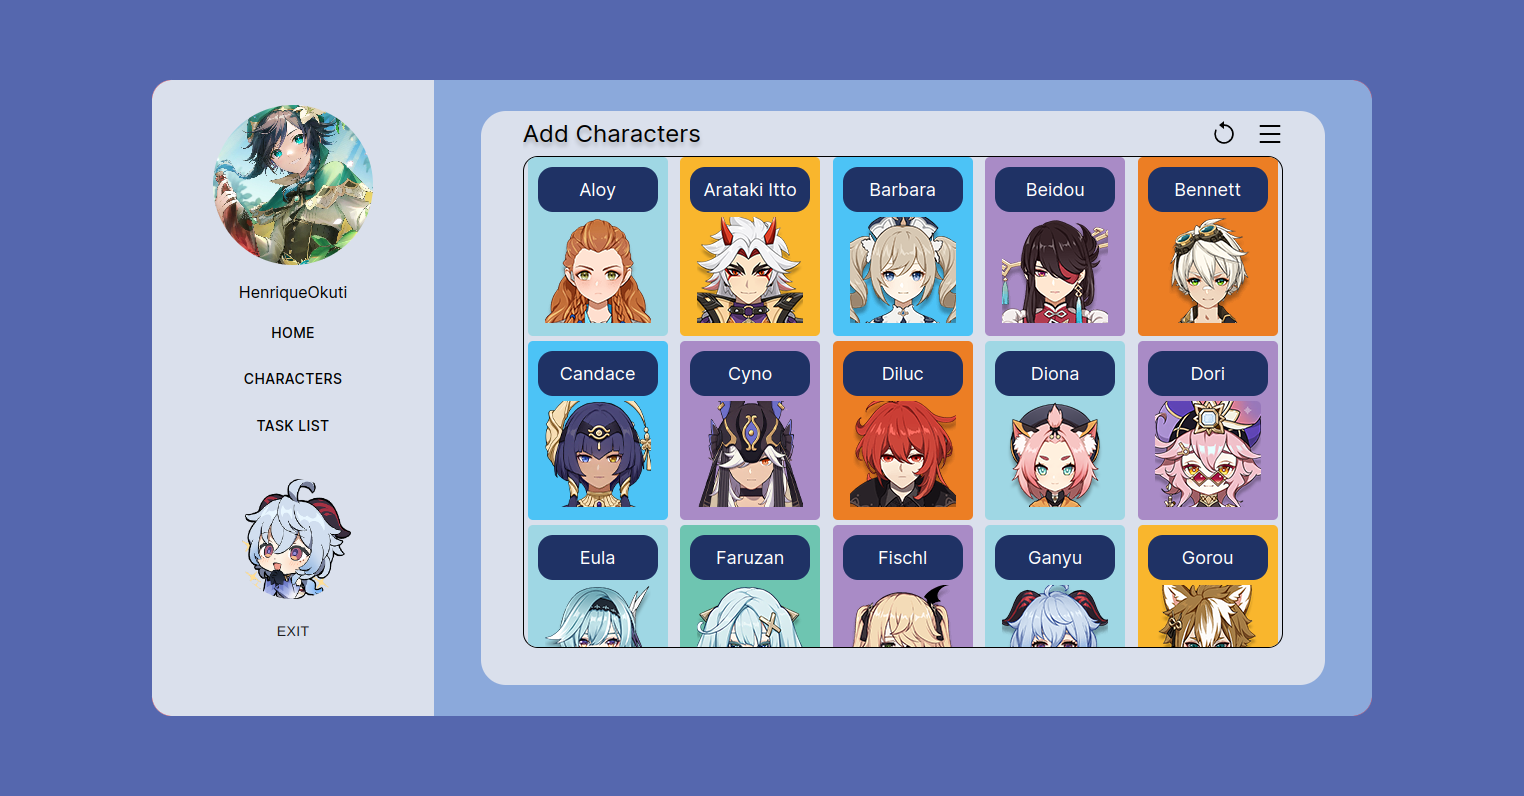 HenriqueOkuti
HOME
CHARACTERS
TASK LIST
EXIT
Add Characters
Aloy
Arataki Itto
Barbara
Beidou
Bennett
Candace
Cyno
Diluc
Diona
Dori
Eula
Faruzan
Fischl
Ganyu
Gorou